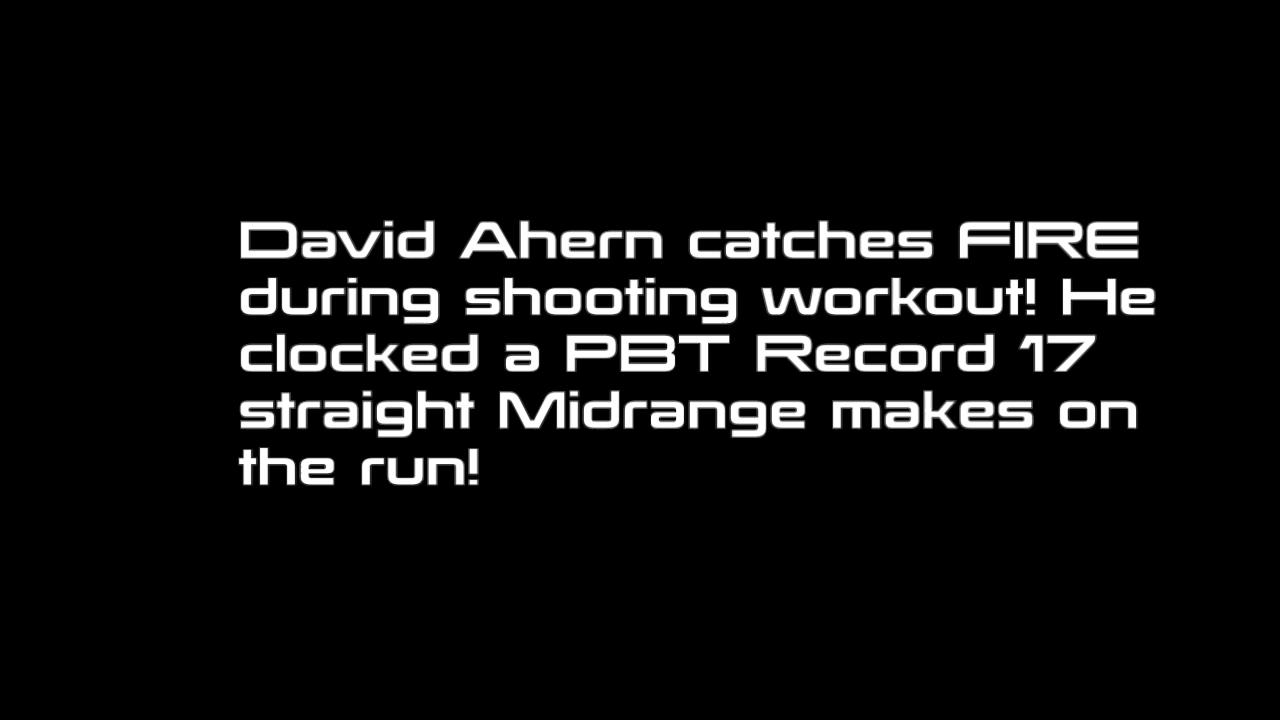 David Ahern catches FIRE
during shooting workout! He
clocked a PBT Record 17
straight Midrange makes on
the run!